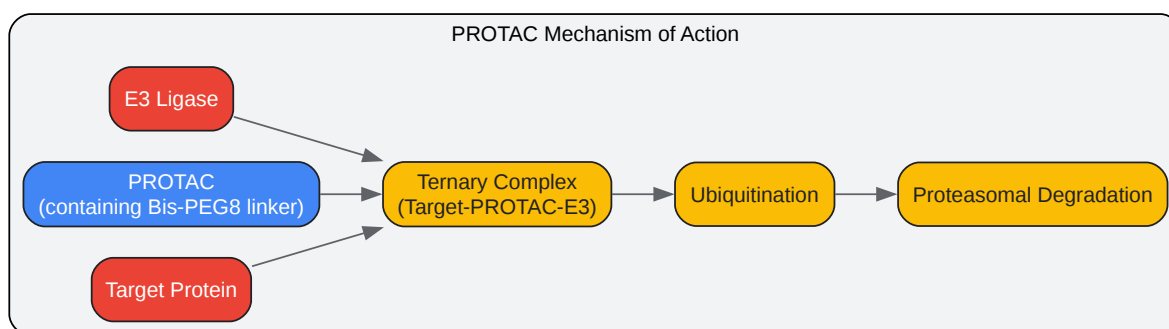 PROTAC Mechanism of Action
E3 Ligase
PROTAC
(containing Bis-PEG8 linker)
Target Protein
Ternary Complex
(Target-PROTAC-E3)
Ubiquitination
Proteasomal Degradation